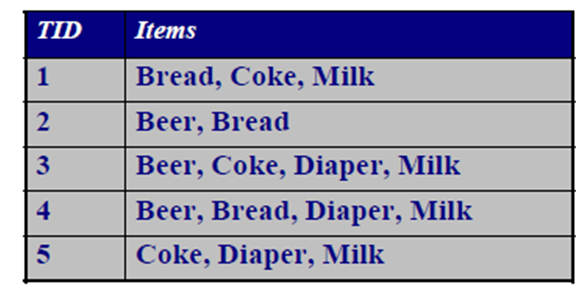 TID Items
1 Bread, Coke, Milk
2 Beer, Bread
3 Beer, Coke, Diaper, Milk
4 Beer, Bread, Diaper, Milk
5 Coke, Diaper, Milk